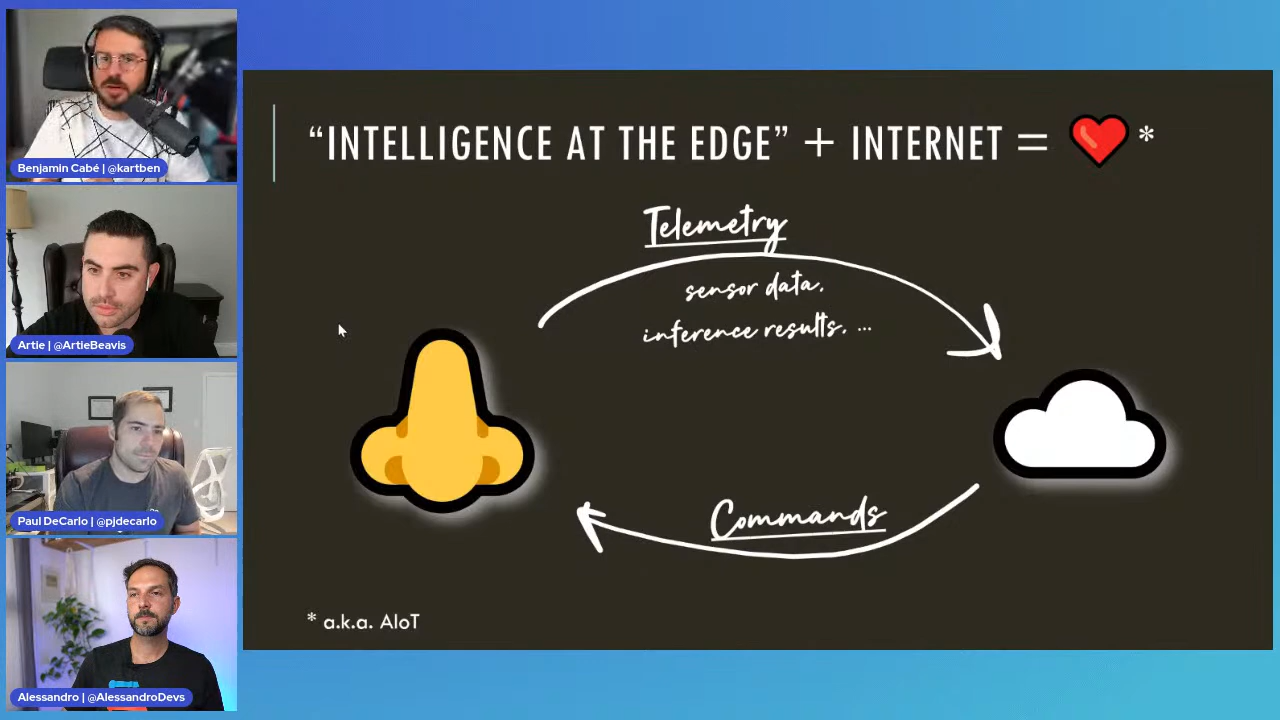 Benjamin Cabé | @kartben
Artie | @ArtieBeavis
Paul DeCarlo | @pjdecarlo
Alessandro | @AlessandroDevs
“INTELLIGENCE AT THE EDGE” + INTERNET = ❤️ *
Telemetry
sensor data,
inference results, ...
Commands
* a.k.a. AIoT